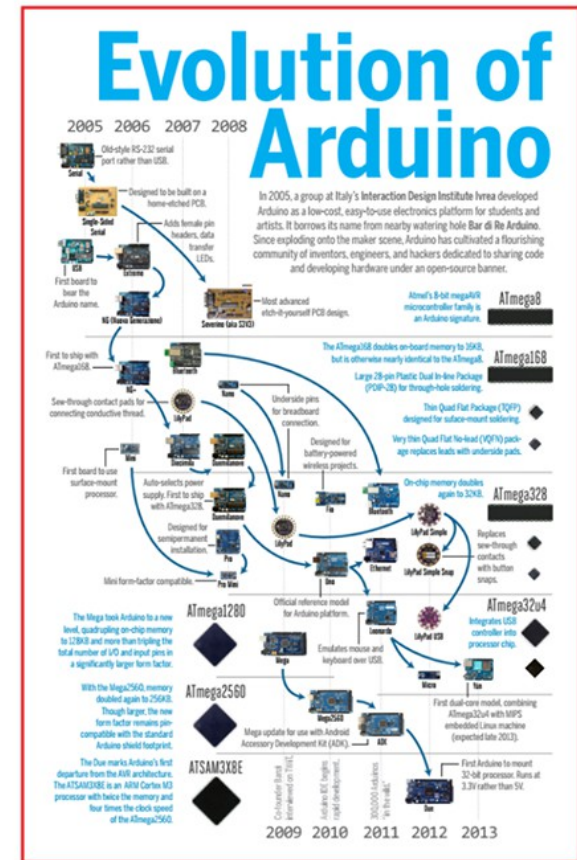 Evolution of
Arduino
2005 2006 2007 2008
Old-style RS-232 serial
port rather than USB.
Serial
Designed to be built on a
home-etched PCB.
Single-Sided
Serial
Adds female pin
headers, data
transfer
LEDs.
USB
Extreme
First board to
bear the
Arduino name.
NG (Nuova Generazione)
Severino (aka S3V3)
Most advanced
etch-it-yourself PCB design.
In 2005, a group at Italy's Interaction Design Institute Ivrea developed
Arduino as a low-cost, easy-to-use electronics platform for students and
artists. It borrows its name from nearby watering hole Bar di Re Arduino.
Since exploding onto the maker scene, Arduino has cultivated a flourishing
community of inventors, engineers, and hackers dedicated to sharing code
and developing hardware under an open-source banner.
Atmel's 8-bit megaAVR
microcontroller family is
an Arduino signature.
ATmega8
First to ship with
ATmega168.
NG+
Bluetooth
The ATmega168 doubles on-board memory to 16KB,
but is otherwise nearly identical to the ATmega8.
ATmega168
Large 28-pin Plastic Dual In-line Package
(PDIP-28) for through-hole soldering.
Sew-through contact pads for
connecting conductive thread.
LilyPad
Nano
Underside pins
for breadboard
connection.
Thin Quad Flat Package (TQFP)
designed for suface-mount soldering.
Very thin Quad Flat No-lead (VQFN) pack-
age replaces leads with underside pads.
Mini
Diecimila
Duemilanove
Designed for
battery-powered
wireless projects.
First board to use
surface-mount
processor.
Auto-selects power
supply. First to ship
with ATmega328.
Duemilanove
Nano
Fio
Bluetooth
On-chip memory doubles
again to 32KB.
ATmega328
Designed for
semipermanent
installation.
Pro
LilyPad
LilyPad Simple
Replaces
sew-through
contacts
with button
snaps.
Mini form-factor compatible.
Pro Mini
Uno
Ethernet
LilyPad Simple Snap
Official reference model
for Arduino platform.
ATmega32u4
Integrates USB
controller into
processor chip.
The Mega took Arduino to a new
level, quadrupling on-chip memory
to 128KB and more than tripling the
total number of I/O and input pins in
a significantly larger form factor.
ATmega1280
Leonardo
LilyPad USB
Emulates mouse and
keyboard over USB.
Mega
Micro
Yún
With the Mega2560, memory
doubled again to 256KB.
Though larger, the new
form factor remains pin-
compatible with the standard
Arduino shield footprint.
ATmega2560
Mega2560
First dual-core model, combining
ATmega32u4 with MIPS
embedded Linux machine
(expected late 2013).
Mega update for use with Android
Accessory Development Kit (ADK).
ADK
The Due marks Arduino's first
departure from the AVR architecture.
The ATSAM3X8E is an ARM Cortex M3
processor with twice the memory and
four times the clock speed
of the ATmega2560.
ATSAM3X8E
Co-founder Banzi
interviewed on
Arduino IDE begins
rapid development.
300,000 Arduinos
"in the wild."
First Arduino to mount
32-bit processor. Runs at
3.3V rather than 5V.
Due
2009 2010 2011 2012 2013